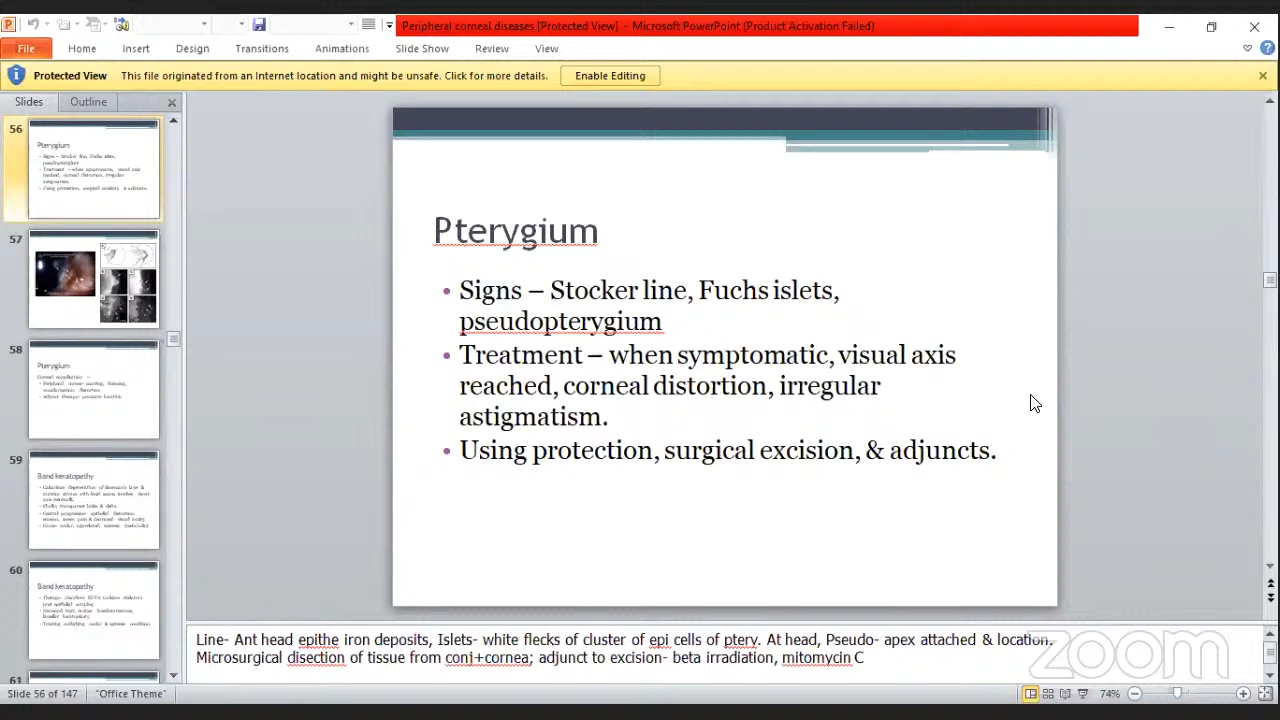 Peripheral corneal diseases [Protected View] - Microsoft PowerPoint (Product Activation Failed)
File Home Insert Design Transitions Animations Slide Show Review View
Protected View This file originated from an Internet location and might be unsafe. Click for more details. Enable Editing
Slides Outline
56
Pterygium
57
58
Pterygium
59
Band keratopathy
60
Band keratopathy
61
Pterygium
• Signs – Stocker line, Fuchs islets,
pseudopterygium
• Treatment – when symptomatic, visual axis
reached, corneal distortion, irregular
astigmatism.
• Using protection, surgical excision, & adjuncts.
Line- Ant head epithe iron deposits, Islets- white flecks of cluster of epi cells of ptery. At head, Pseudo- apex attached & location.
Microsurgical disection of tissue from conj+cornea; adjunct to excision- beta irradiation, mitomycin C
zoom
Slide 56 of 147 "Office Theme" 74%